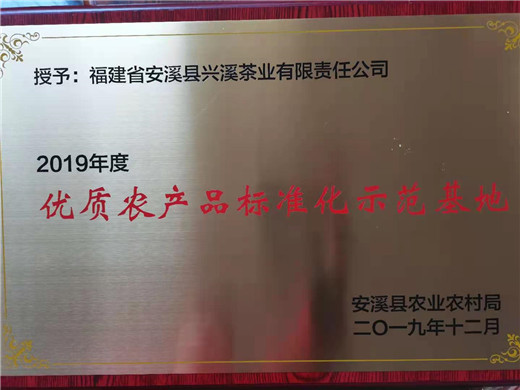 授予：福建省安溪县兴溪茶业有限责任公司
2019年度
优质农产品标准化示范基地
安溪县农业农村局
二〇一九年十二月